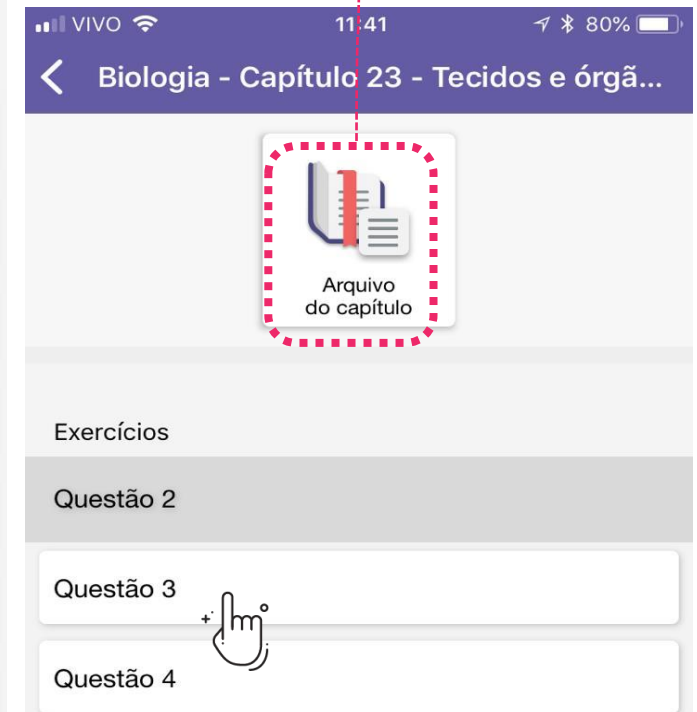 VIVO 11:41 80%
Biologia - Capítulo 23 - Tecidos e órgã...
Arquivo
do capítulo
Exercícios
Questão 2
Questão 3
Questão 4